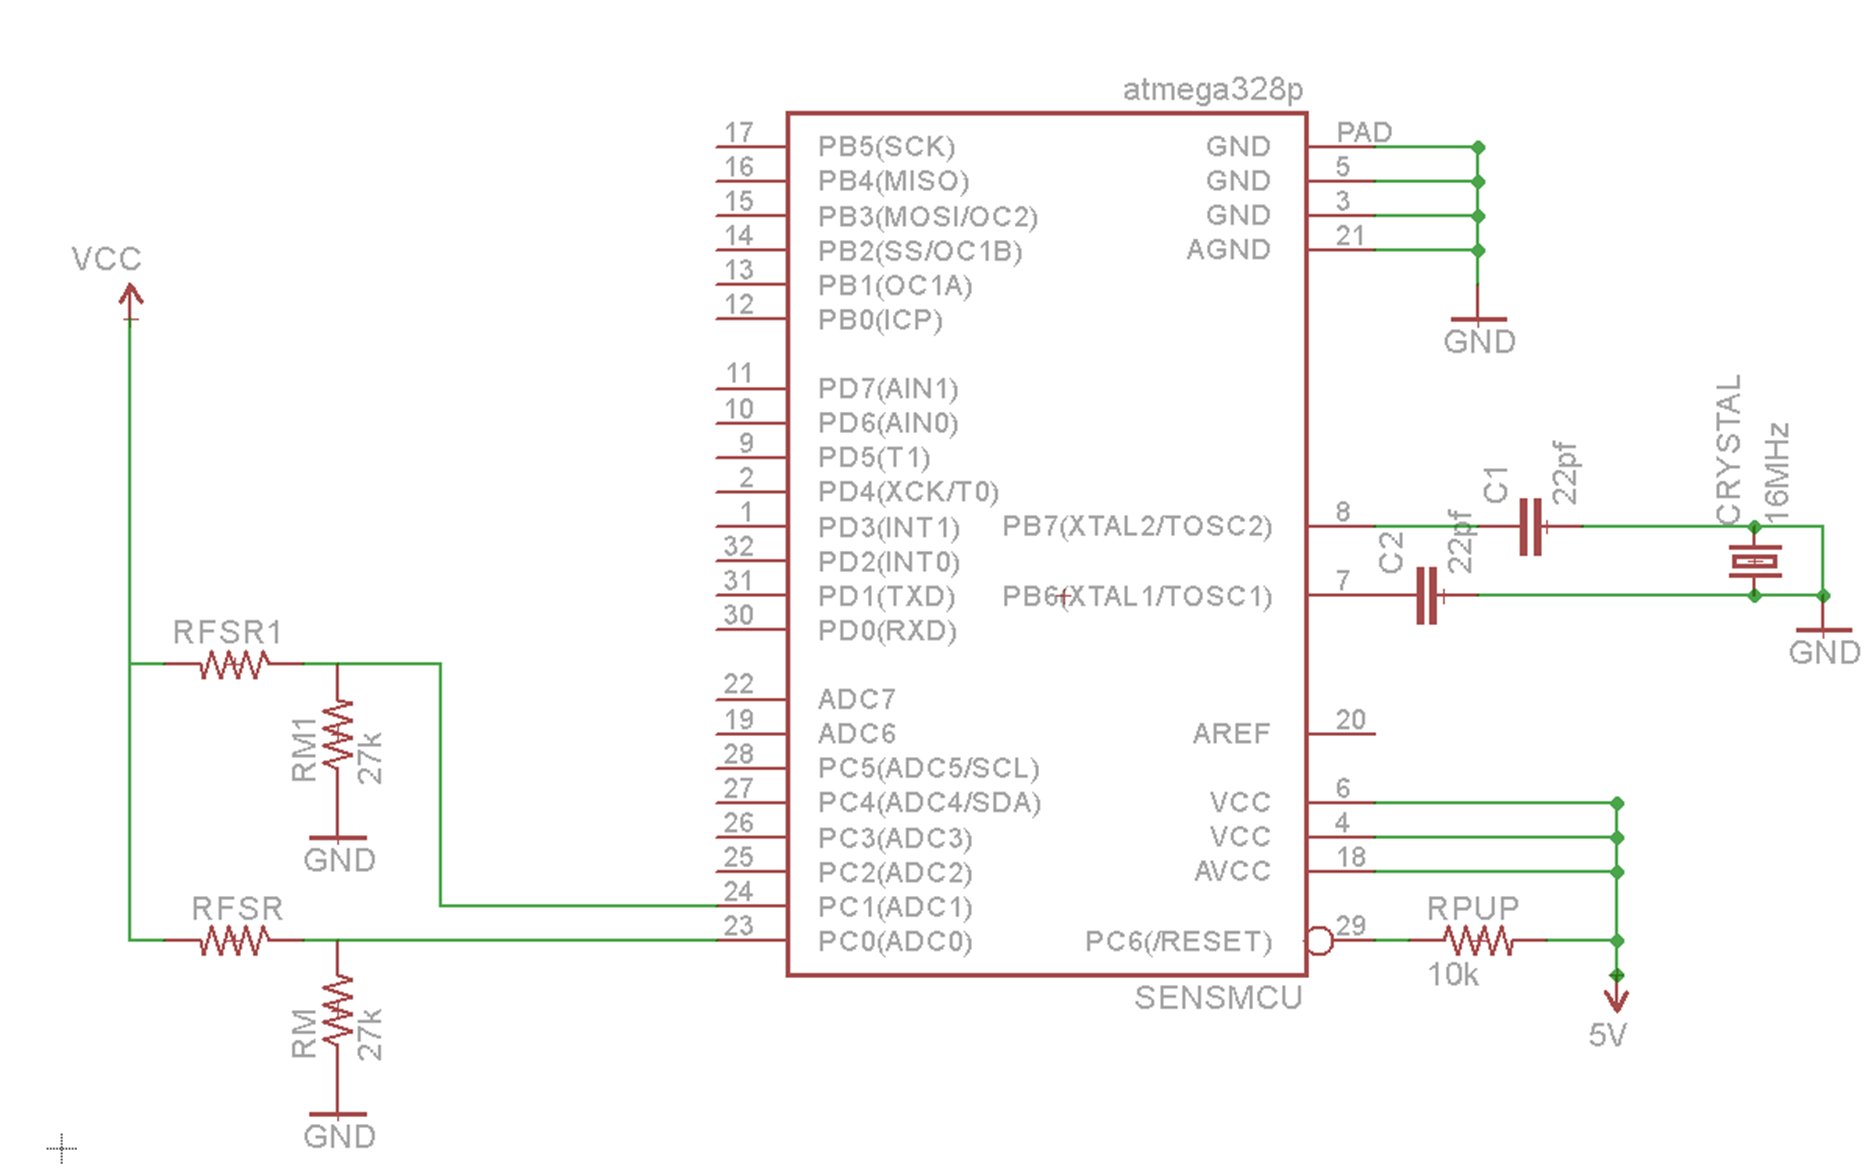 atmega328p
17 PB5(SCK)
16 PB4(MISO)
15 PB3(MOSI/OC2)
14 PB2(SS/OC1B)
13 PB1(OC1A)
12 PB0(ICP)
11 PD7(AIN1)
10 PD6(AIN0)
9 PD5(T1)
2 PD4(XCK/T0)
1 PD3(INT1)
32 PD2(INT0)
31 PD1(TXD)
30 PD0(RXD)
22 ADC7
19 ADC6
28 PC5(ADC5/SCL)
27 PC4(ADC4/SDA)
26 PC3(ADC3)
25 PC2(ADC2)
24 PC1(ADC1)
23 PC0(ADC0)
GND PAD
GND 5
GND 3
AGND 21
GND
PB7(XTAL2/TOSC2) 8
PB6(XTAL1/TOSC1) 7
C1 22pf
C2 22pf
CRYSTAL
16MHz
GND
AREF 20
VCC 6
VCC 4
AVCC 18
PC6(/RESET) 29
RPUP
10k
5V
SENSMCU
VCC
RFSR1
RM1 27k
GND
RFSR
RM 27k
GND